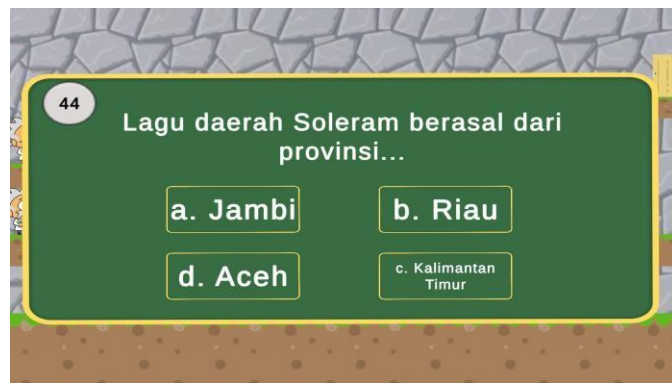 44
Lagu daerah Soleram berasal dari
provinsi...
a. Jambi
b. Riau
d. Aceh
c. Kalimantan
Timur